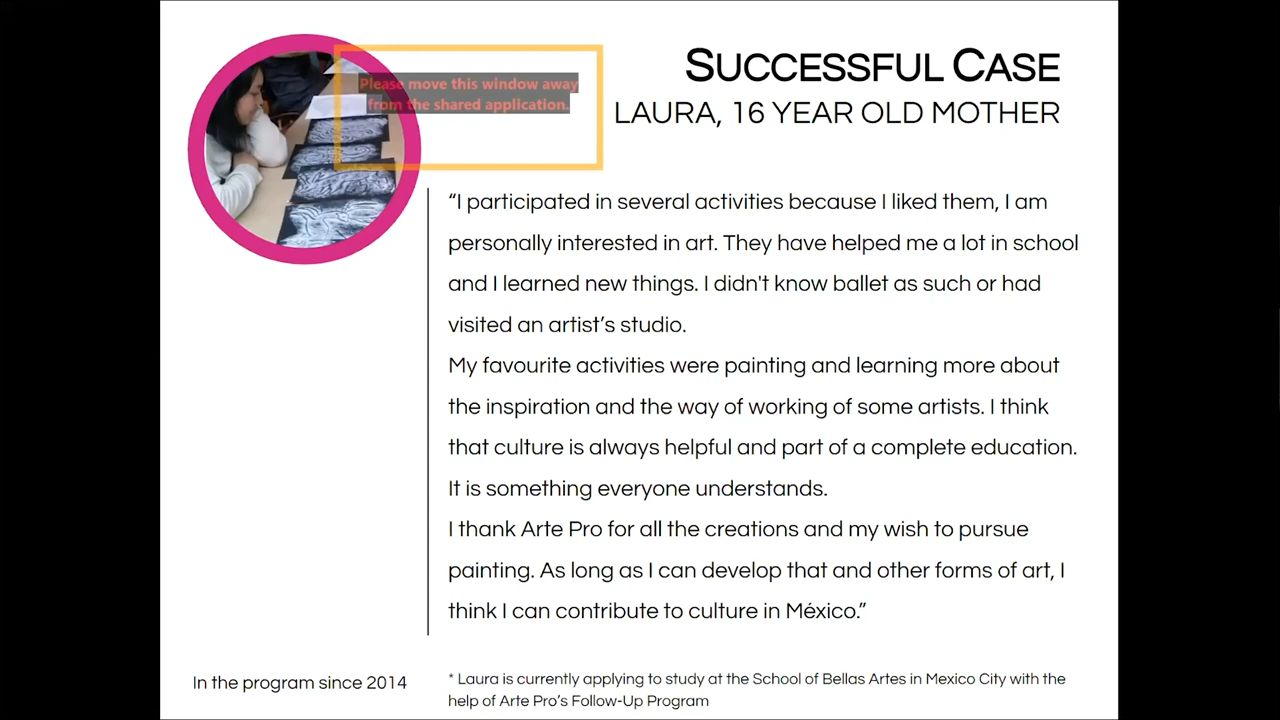 SUCCESSFUL CASE
LAURA, 16 YEAR OLD MOTHER
Please move this window away
from the shared application.
“I participated in several activities because I liked them, I am
personally interested in art. They have helped me a lot in school
and I learned new things. I didn't know ballet as such or had
visited an artist’s studio.
My favourite activities were painting and learning more about
the inspiration and the way of working of some artists. I think
that culture is always helpful and part of a complete education.
It is something everyone understands.
I thank Arte Pro for all the creations and my wish to pursue
painting. As long as I can develop that and other forms of art, I
think I can contribute to culture in México.”
In the program since 2014
* Laura is currently applying to study at the School of Bellas Artes in Mexico City with the
help of Arte Pro’s Follow-Up Program